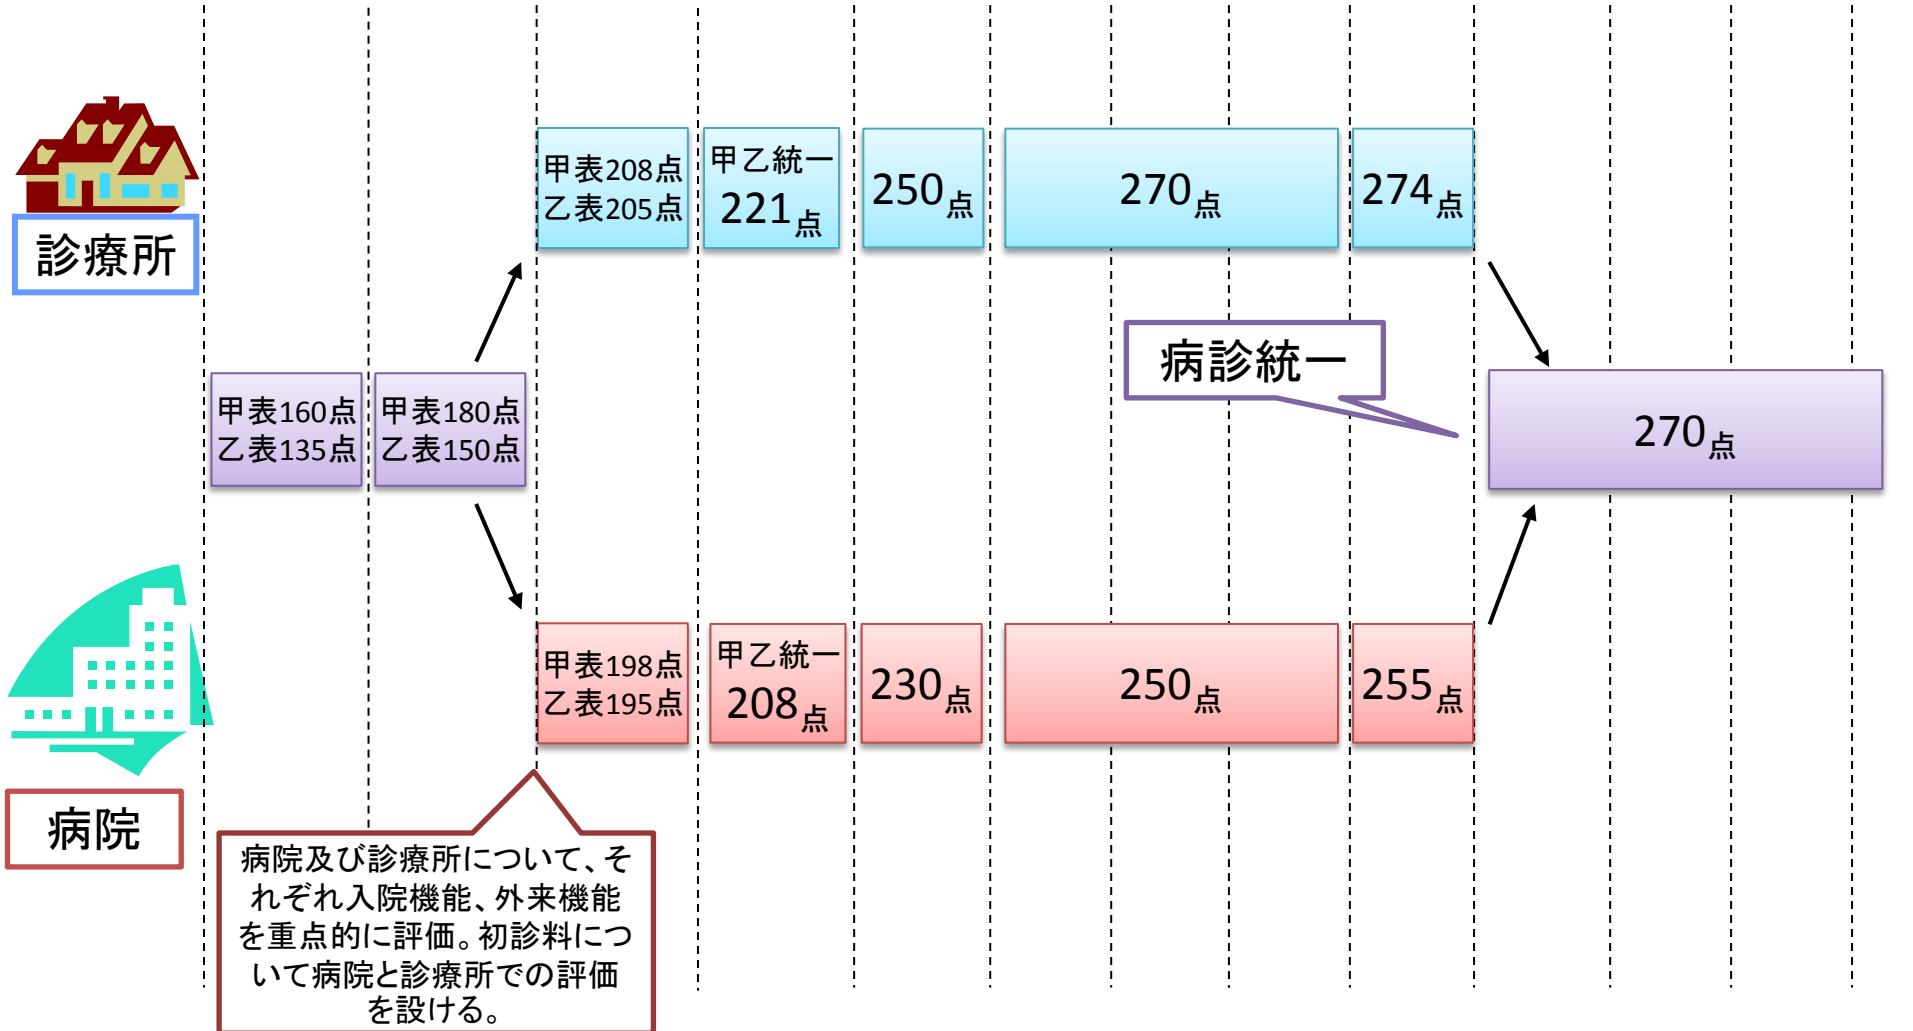 診療所
甲表208点
乙表205点
甲乙統一
221点
250点
270点
274点
病診統一
甲表160点
乙表135点
甲表180点
乙表150点
270点
病院
甲表198点
乙表195点
甲乙統一
208点
230点
250点
255点
病院及び診療所について、そ
れぞれ入院機能、外来機能
を重点的に評価。初診料につ
いて病院と診療所での評価
を設ける。